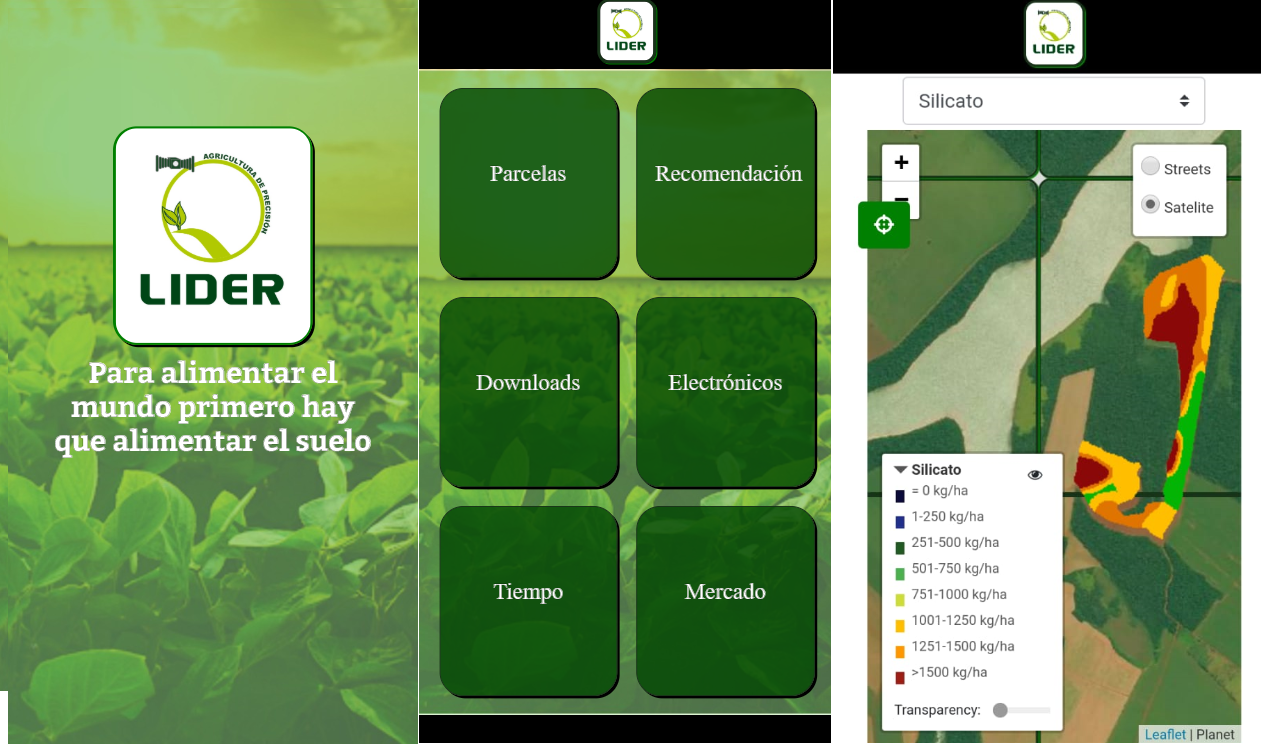 AGRICULTURA DE PRECISIÓN
LIDER
Para alimentar el
mundo primero hay
que alimentar el suelo
LIDER
Parcelas
Recomendación
Downloads
Electrónicos
Tiempo
Mercado
LIDER
Silicato
+
−
Streets
Satelite
Silicato
= 0 kg/ha
1-250 kg/ha
251-500 kg/ha
501-750 kg/ha
751-1000 kg/ha
1001-1250 kg/ha
1251-1500 kg/ha
>1500 kg/ha
Transparency:
Leaflet | Planet